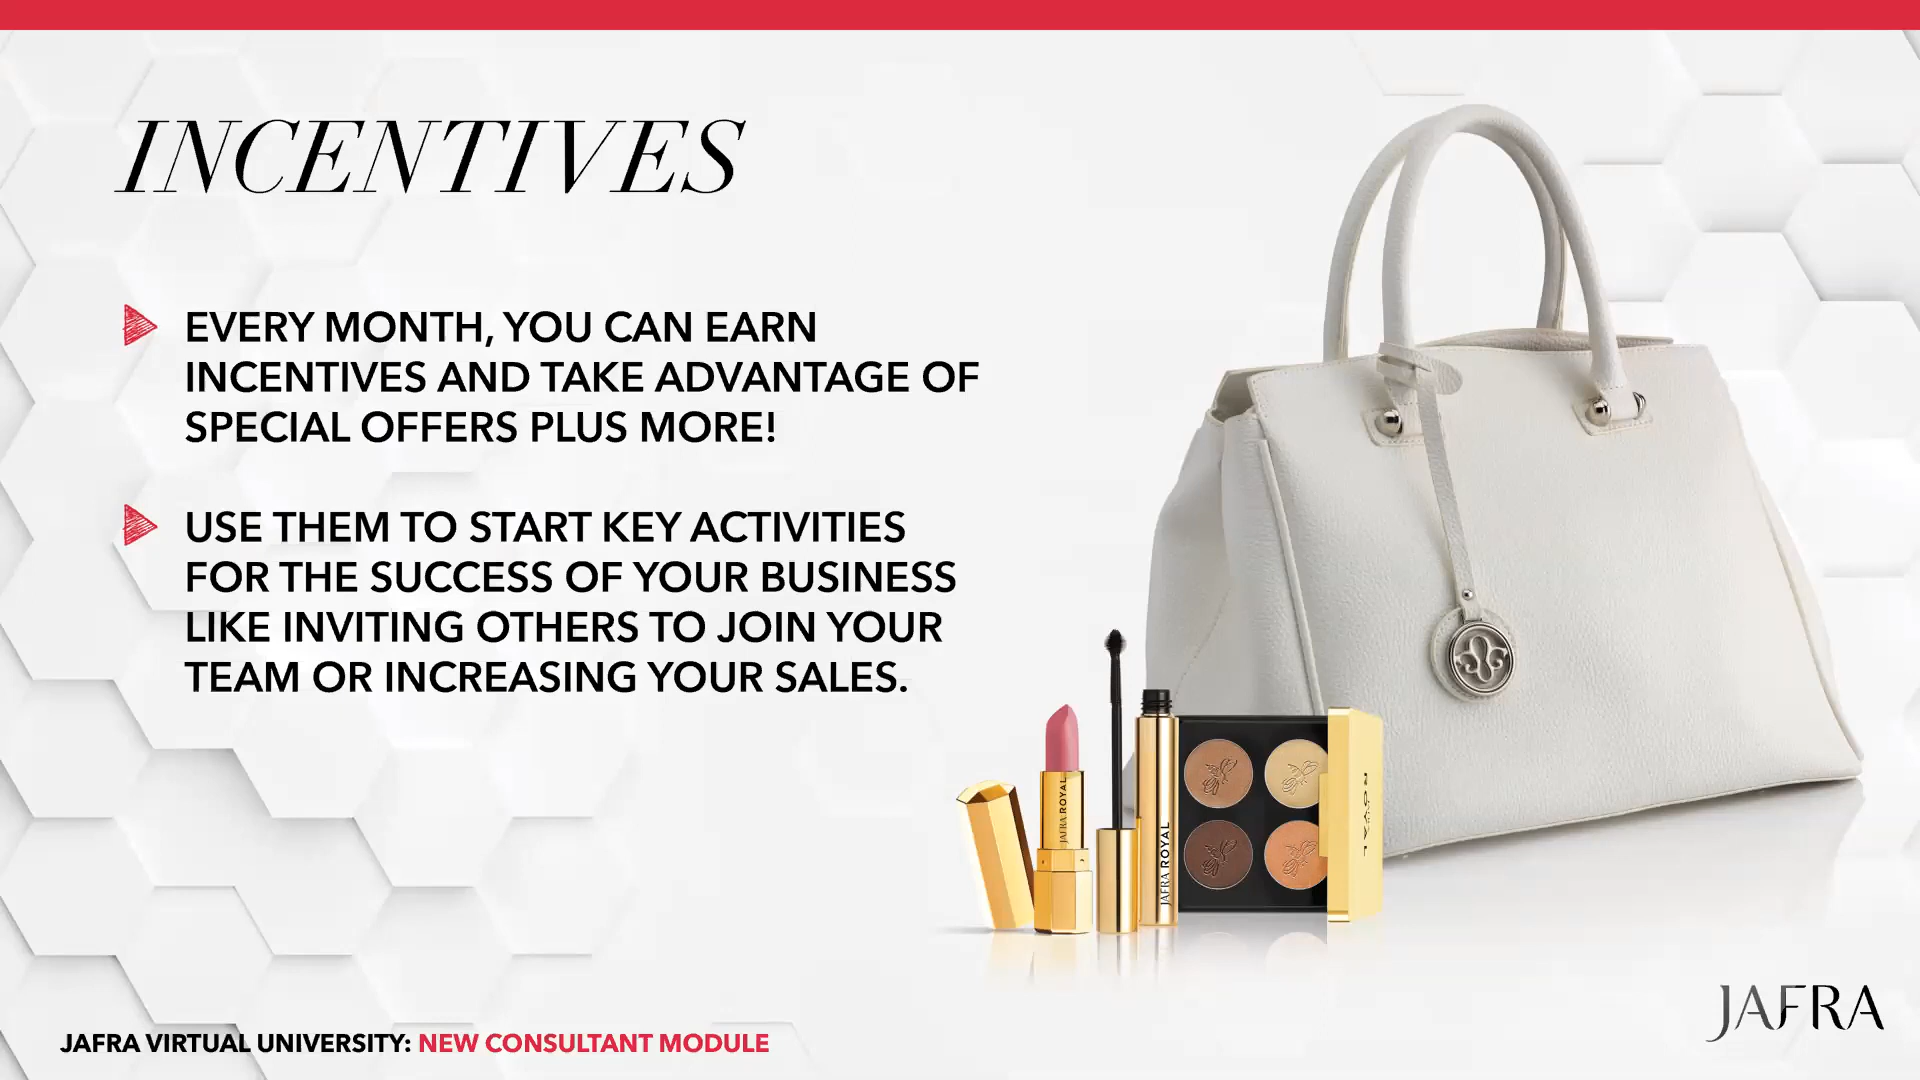 INCENTIVES
EVERY MONTH, YOU CAN EARN
INCENTIVES AND TAKE ADVANTAGE OF
SPECIAL OFFERS PLUS MORE!
USE THEM TO START KEY ACTIVITIES
FOR THE SUCCESS OF YOUR BUSINESS
LIKE INVITING OTHERS TO JOIN YOUR
TEAM OR INCREASING YOUR SALES.
JAFRA ROYAL
JAFRA ROYAL
ROYAL
JAFRA
JAFRA VIRTUAL UNIVERSITY: NEW CONSULTANT MODULE